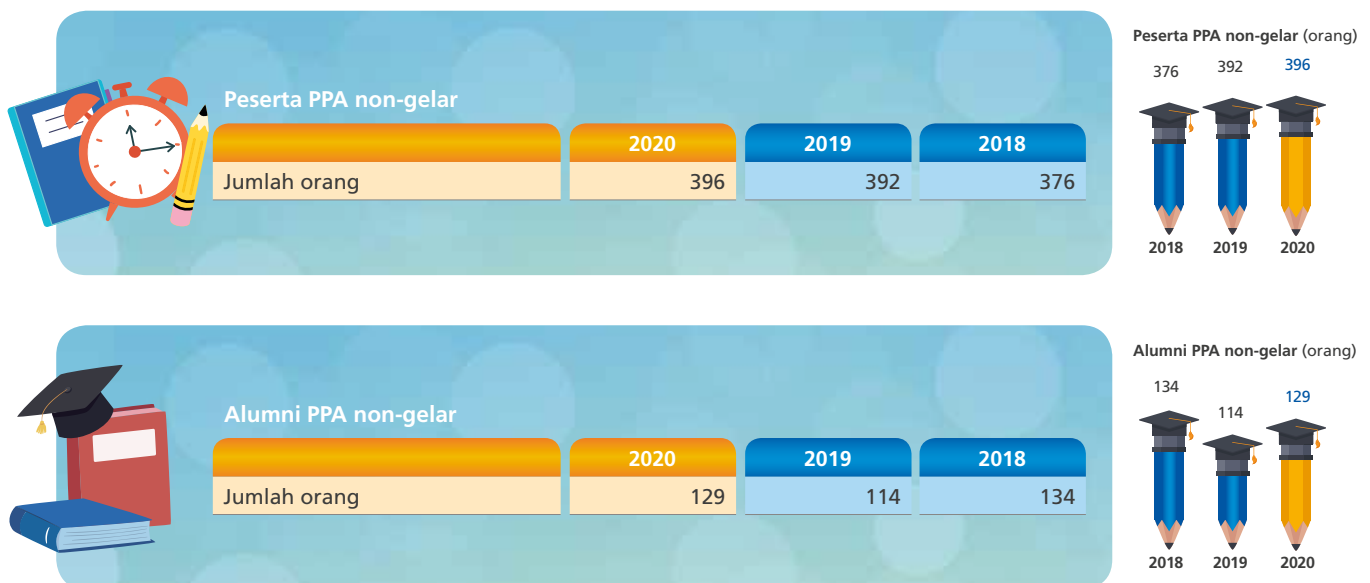 Peserta PPA non-gelar
2020 2019 2018
Jumlah orang 396 392 376
Peserta PPA non-gelar (orang)
376 392 396
2018 2019 2020
Alumni PPA non-gelar
2020 2019 2018
Jumlah orang 129 114 134
Alumni PPA non-gelar (orang)
134 114 129
2018 2019 2020